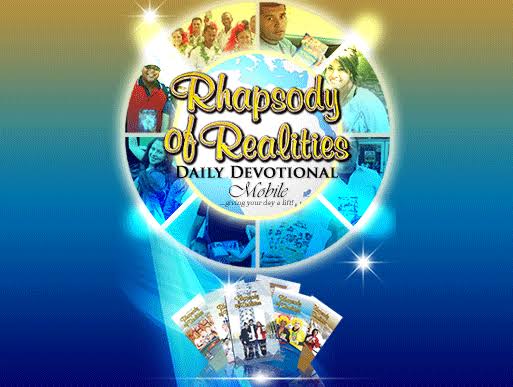 Rhapsody
of Realities
DAILY DEVOTIONAL
Mobile
...giving your day a lift!